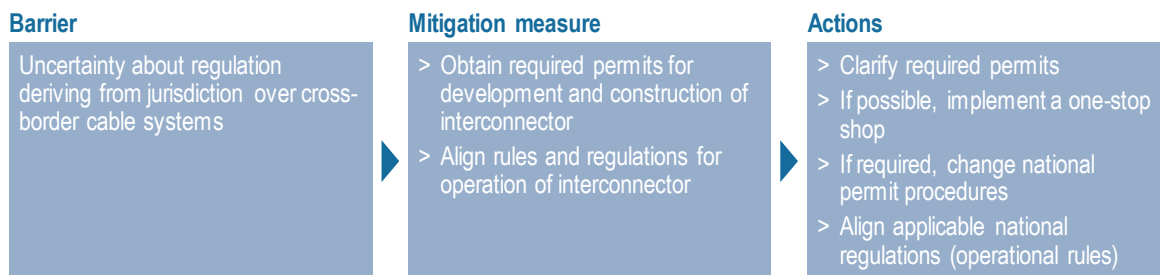 Barrier
Uncertainty about regulation
deriving from jurisdiction over cross-
border cable systems
Mitigation measure
> Obtain required permits for
development and construction of
interconnector
> Align rules and regulations for
operation of interconnector
Actions
> Clarify required permits
> If possible, implement a one-stop
shop
> If required, change national
permit procedures
> Align applicable national
regulations (operational rules)